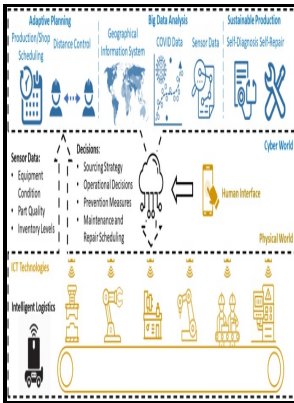 Adaptive Planning
Big Data Analysis
Sustainable Production
Production/Shop
Scheduling
Distance Control
Geographical
Information System
COVID Data
Sensor Data
Self-Diagnosis Self-Repair
Cyber World
Sensor Data:
• Equipment
Condition
• Part Quality
• Inventory Levels
Decisions:
• Sourcing Strategy
• Operational Decisions
• Prevention Measures
• Maintenance and
Repair Scheduling
Human Interface
Physical World
ICT Technologies
Intelligent Logistics